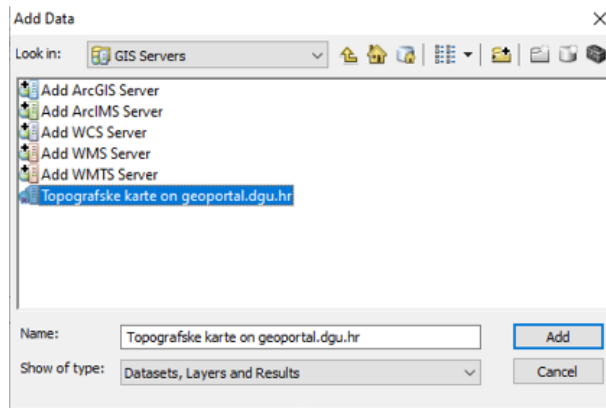 Add Data
Look in: GIS Servers
Add ArcGIS Server
Add ArcIMS Server
Add WCS Server
Add WMS Server
Add WMTS Server
Topografske karte on geoportal.dgu.hr
Name: Topografske karte on geoportal.dgu.hr Add
Show of type: Datasets, Layers and Results Cancel